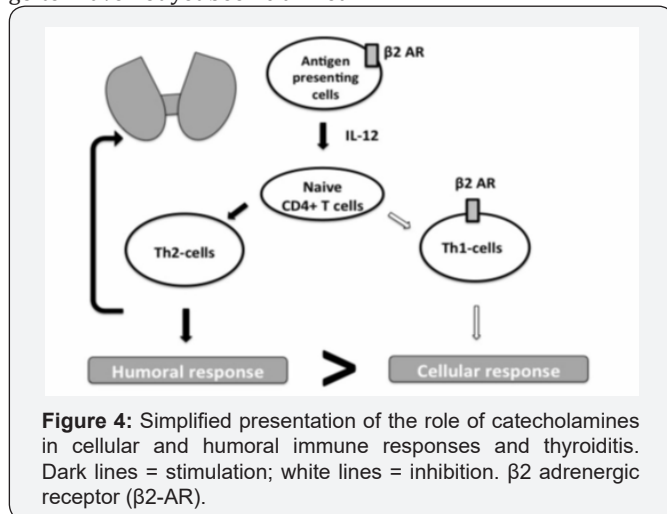 β2 AR
Antigen
presenting
cells
IL-12
Naive
CD4+ T cells
β2 AR
Th2-cells
Th1-cells
Humoral response > Cellular response
Figure 4: Simplified presentation of the role of catecholamines
in cellular and humoral immune responses and thyroiditis.
Dark lines = stimulation; white lines = inhibition. β2 adrenergic
receptor (β2-AR).